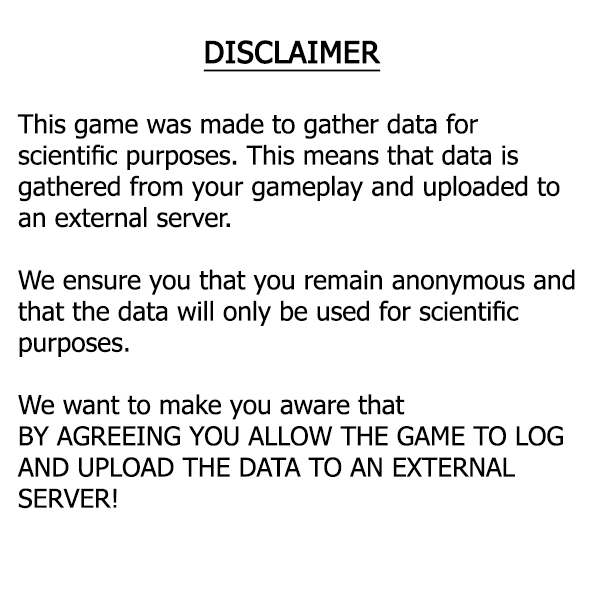 DISCLAIMER
This game was made to gather data for
scientific purposes. This means that data is
gathered from your gameplay and uploaded to
an external server.
We ensure you that you remain anonymous and
that the data will only be used for scientific
purposes.
We want to make you aware that
BY AGREEING YOU ALLOW THE GAME TO LOG
AND UPLOAD THE DATA TO AN EXTERNAL
SERVER!